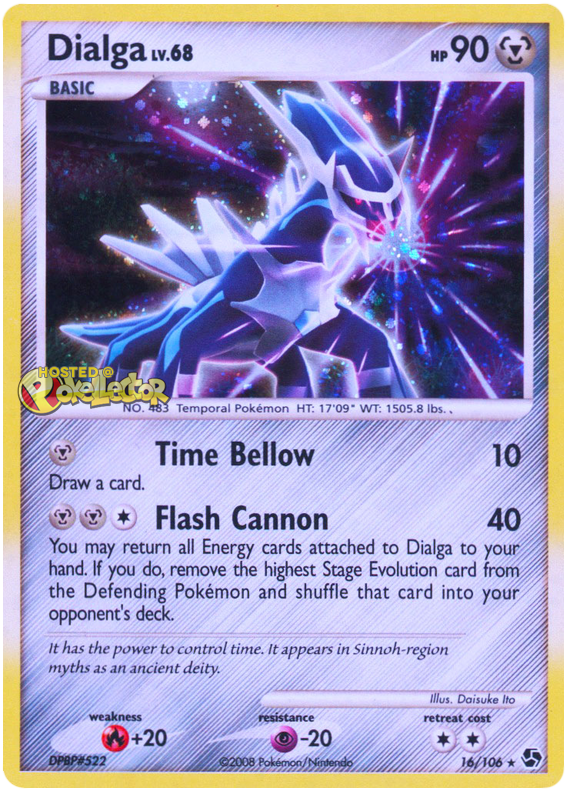 Dialga LV.68
HP 90
BASIC
HOSTED @
Pokellector
NO. 483 Temporal Pokémon HT: 17'09" WT: 1505.8 lbs.
Time Bellow 10
Draw a card.
Flash Cannon 40
You may return all Energy cards attached to Dialga to your
hand. If you do, remove the highest Stage Evolution card from
the Defending Pokémon and shuffle that card into your
opponent's deck.
It has the power to control time. It appears in Sinnoh-region
myths as an ancient deity.
Illus. Daisuke Ito
weakness resistance retreat cost
+20 -20
DPBP#522 ©2008 Pokémon/Nintendo 16/106 ★